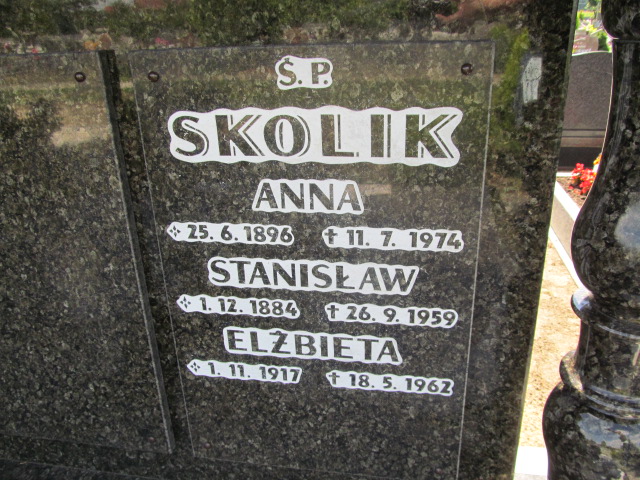 Ś.P.
SKOLIK
ANNA
25.6.1896 † 11.7.1974
STANISŁAW
1.12.1884 † 26.9.1959
ELŻBIETA
1.11.1917 † 18.5.1962